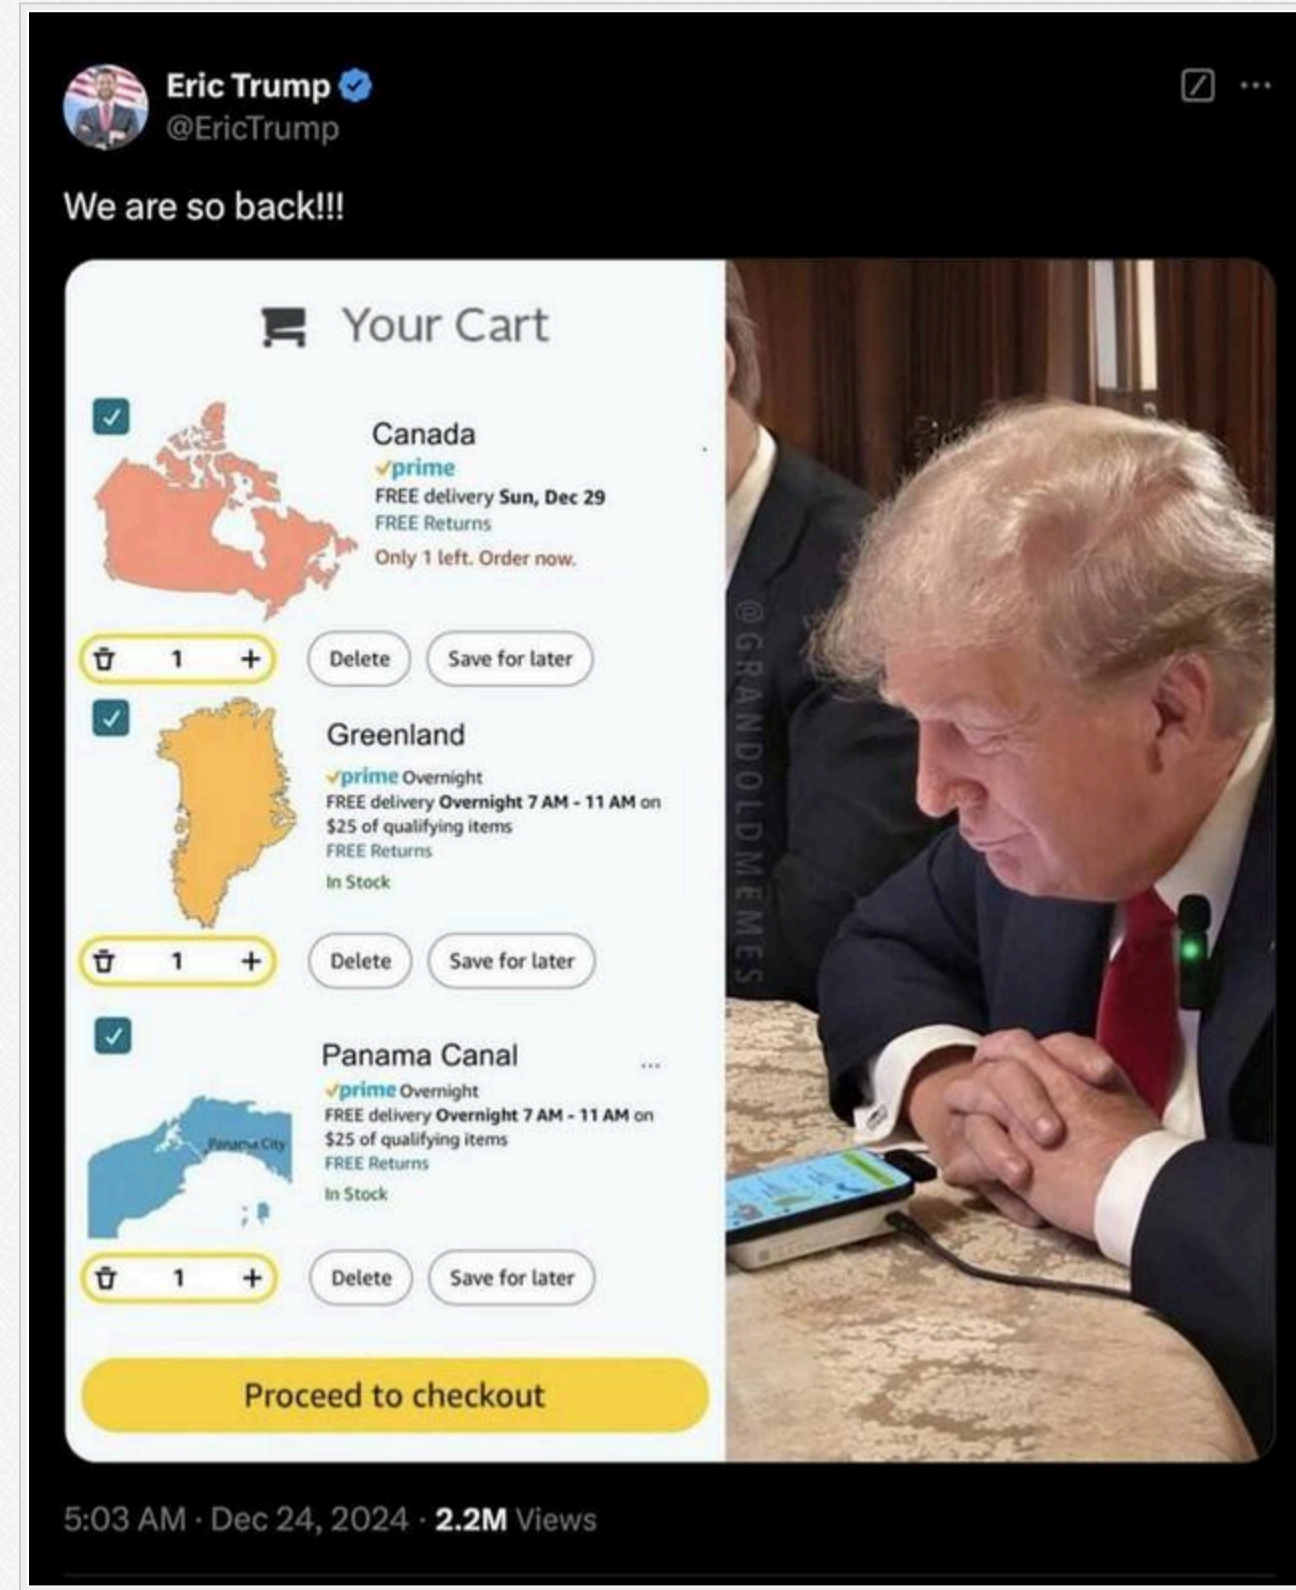 Eric Trump
@EricTrump
We are so back!!!
Your Cart
Canada
prime
FREE delivery Sun, Dec 29
FREE Returns
Only 1 left. Order now.
1 + Delete Save for later
Greenland
prime Overnight
FREE delivery Overnight 7 AM - 11 AM on
$25 of qualifying items
FREE Returns
In Stock
1 + Delete Save for later
Panama Canal ...
prime Overnight
FREE delivery Overnight 7 AM - 11 AM on
$25 of qualifying items
FREE Returns
In Stock
Panama City
1 + Delete Save for later
Proceed to checkout
@GRANDOLDMEMES
5:03 AM · Dec 24, 2024 · 2.2M Views